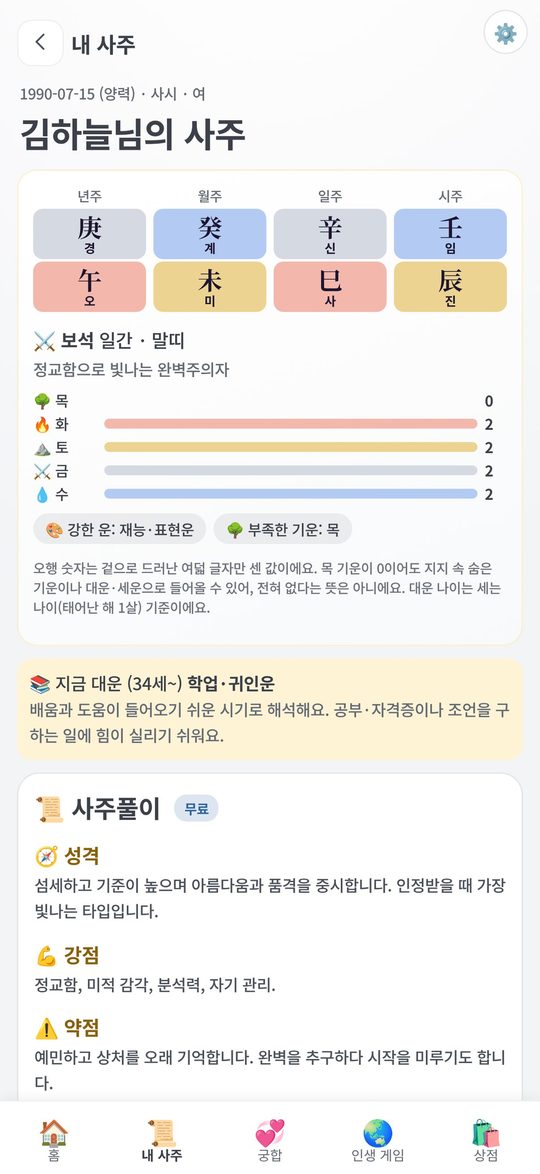 내 사주
1990-07-15 (양력) · 사시 · 여
김하늘님의 사주
년주 월주 일주 시주
庚 癸 辛 壬
경 계 신 임
午 未 巳 辰
오 미 사 진
⚔️ 보석 일간 · 말띠
정교함으로 빛나는 완벽주의자
🌳 목 0
🔥 화 2
⛰️ 토 2
⚔️ 금 2
💧 수 2
🎨 강한 운: 재능·표현운 🌳 부족한 기운: 목
오행 숫자는 겉으로 드러난 여덟 글자만 센 값이에요. 목 기운이 0이어도 지지 속 숨은
기운이나 대운·세운으로 들어올 수 있어, 전혀 없다는 뜻은 아니에요. 대운 나이는 세는
나이(태어난 해 1살) 기준이에요.
📚 지금 대운 (34세~) 학업·귀인운
배움과 도움이 들어오기 쉬운 시기로 해석해요. 공부·자격증이나 조언을 구
하는 일에 힘이 실리기 쉬워요.
📜 사주풀이 무료
🧭 성격
섬세하고 기준이 높으며 아름다움과 품격을 중시합니다. 인정받을 때 가장
빛나는 타입입니다.
💪 강점
정교함, 미적 감각, 분석력, 자기 관리.
⚠️ 약점
예민하고 상처를 오래 기억합니다. 완벽을 추구하다 시작을 미루기도 합니
다.
홈 내 사주 궁합 인생 게임 상점